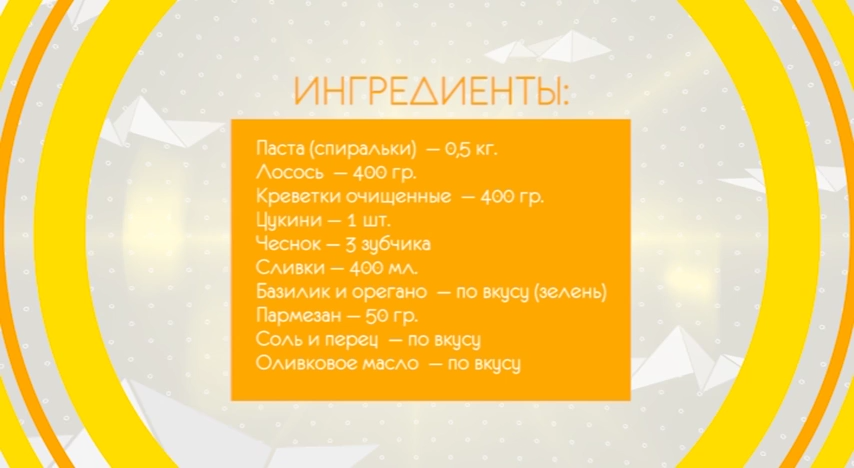 ИНГРЕДИЕНТЫ:
Паста (спиральки) – 0,5 кг.
Лосось – 400 гр.
Креветки очищенные – 400 гр.
Цукини – 1 шт.
Чеснок – 3 зубчика
Сливки – 400 мл.
Базилик и орегано – по вкусу (зелень)
Пармезан – 50 гр.
Соль и перец – по вкусу
Оливковое масло – по вкусу